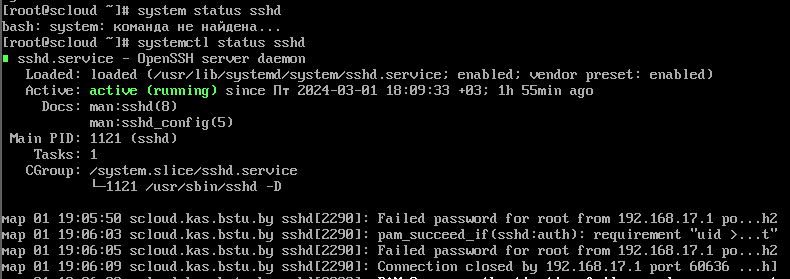 [root@scloud ~]# system status sshd
bash: system: команда не найдена...
[root@scloud ~]# systemctl status sshd
sshd.service - OpenSSH server daemon
Loaded: loaded (/usr/lib/systemd/system/sshd.service; enabled; vendor preset: enabled)
Active: active (running) since Пт 2024-03-01 18:09:33 +03; 1h 55min ago
Docs: man:sshd(8)
man:sshd_config(5)
Main PID: 1121 (sshd)
Tasks: 1
CGroup: /system.slice/sshd.service
└─1121 /usr/sbin/sshd -D
мар 01 19:05:50 scloud.kas.bstu.by sshd[2290]: Failed password for root from 192.168.17.1 po...h2
мар 01 19:06:03 scloud.kas.bstu.by sshd[2290]: pam_succeed_if(sshd:auth): requirement "uid >...t"
мар 01 19:06:05 scloud.kas.bstu.by sshd[2290]: Failed password for root from 192.168.17.1 po...h2
мар 01 19:06:09 scloud.kas.bstu.by sshd[2290]: Connection closed by 192.168.17.1 port 60636 ...h]